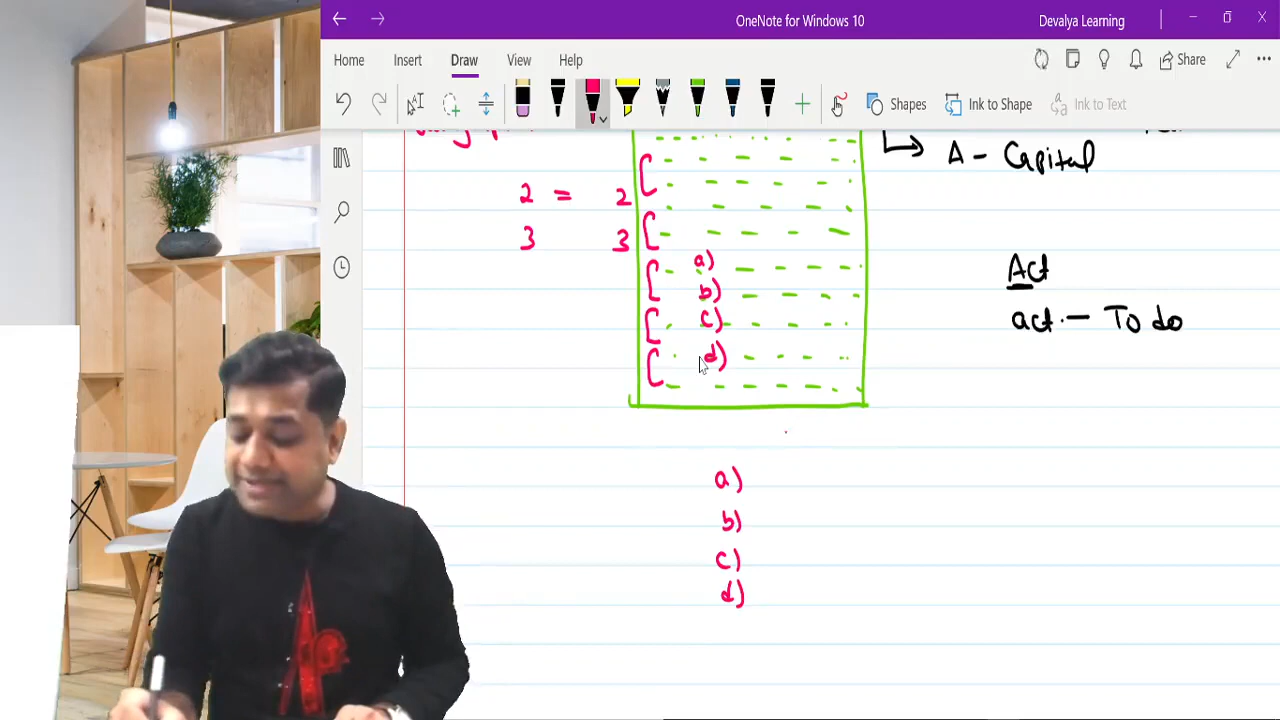 OneNote for Windows 10
Devalya Learning
Home Insert Draw View Help
Share
Shapes
Ink to Shape
Ink to Text
A - Capital
2 = 2
3 3
a)
b)
c)
d)
Act
act - To do
a)
b)
c)
d)